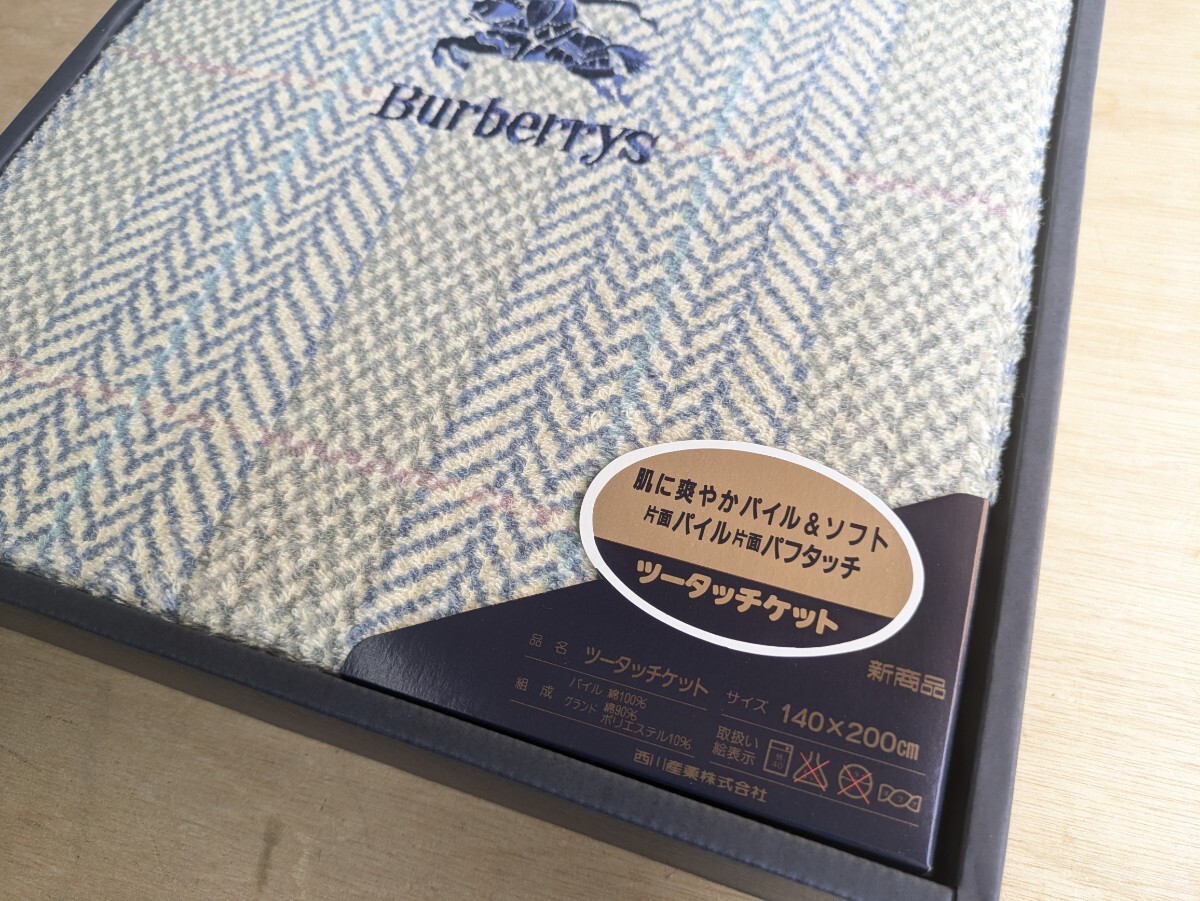 Burberrys
肌に爽やかパイル&ソフト
片面パイル片面パフタッチ
ツータッチケット
新商品
品名 ツータッチケット サイズ 140×200cm
組成 パイル 綿100%
グランド 綿90%
ポリエステル10%
取扱い
絵表示
40
西川産業株式会社